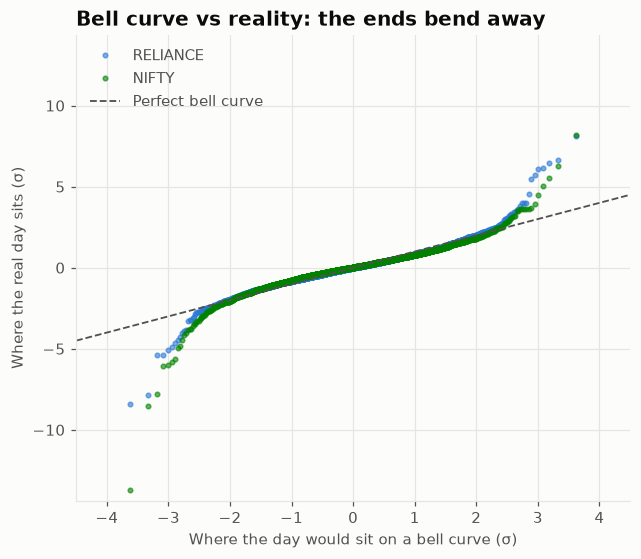 Bell curve vs reality: the ends bend away
RELIANCE
NIFTY
Perfect bell curve
10
5
0
−5
−10
Where the real day sits (σ)
−4 −3 −2 −1 0 1 2 3 4
Where the day would sit on a bell curve (σ)